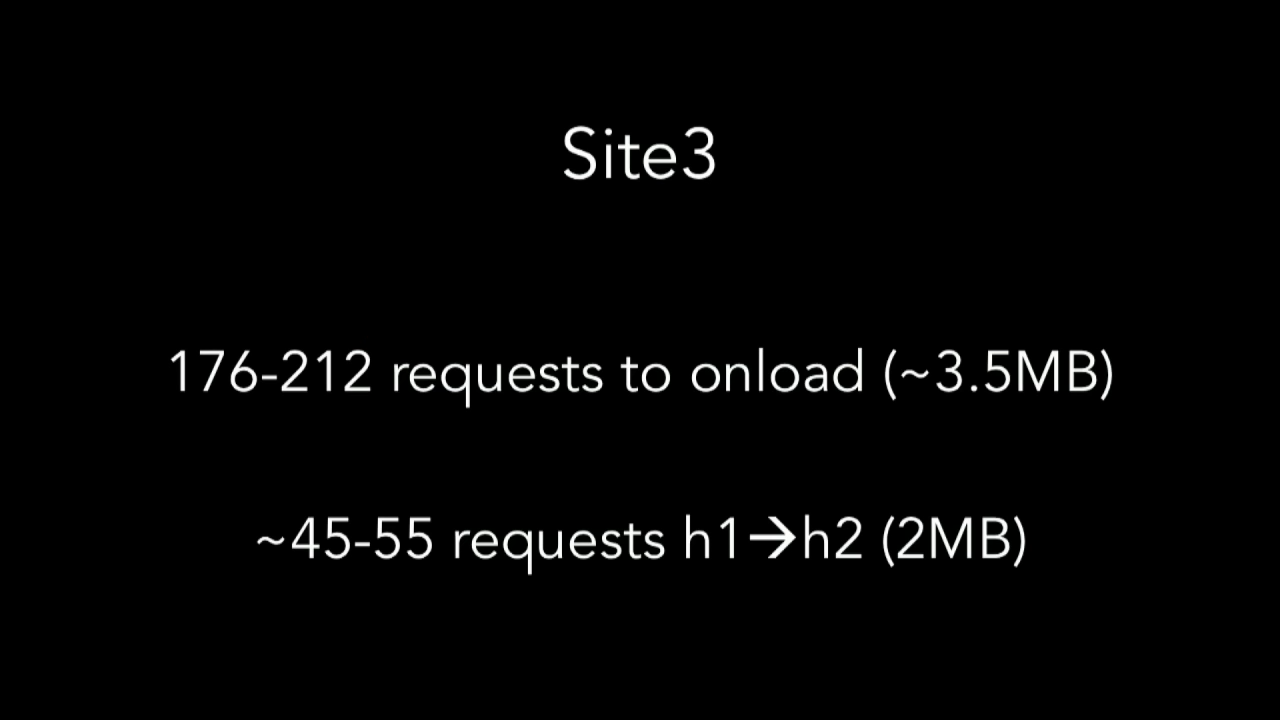 Site3
176-212 requests to onload (~3.5MB)
~45-55 requests h1→h2 (2MB)